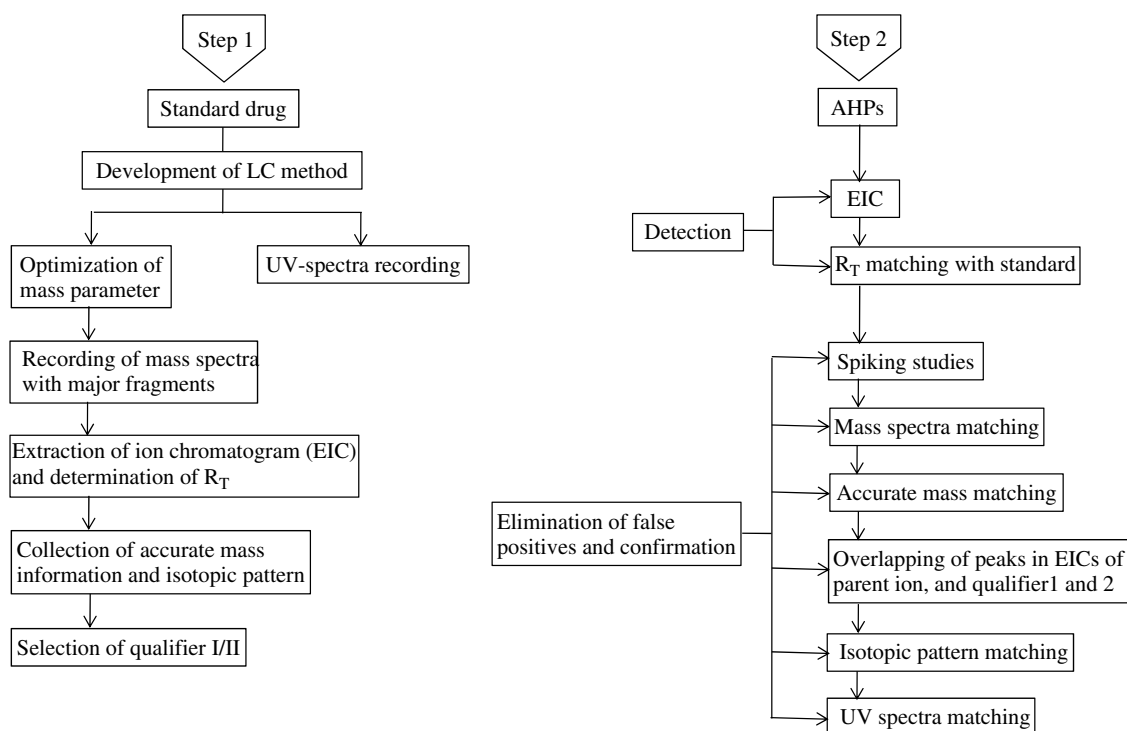 Step 1
Standard drug
Development of LC method
Optimization of
mass parameter
UV-spectra recording
Recording of mass spectra
with major fragments
Extraction of ion chromatogram (EIC)
and determination of RT
Collection of accurate mass
information and isotopic pattern
Selection of qualifier I/II
Step 2
AHPs
Detection
EIC
RT matching with standard
Elimination of false
positives and confirmation
Spiking studies
Mass spectra matching
Accurate mass matching
Overlapping of peaks in EICs of
parent ion, and qualifier1 and 2
Isotopic pattern matching
UV spectra matching